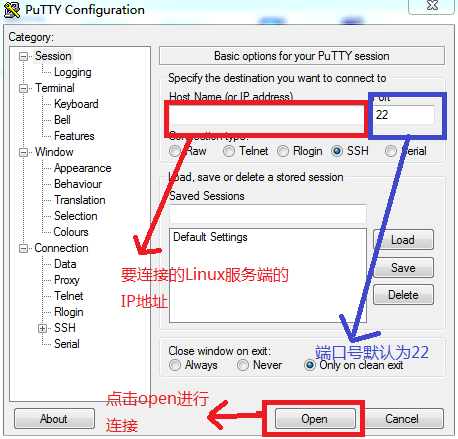 PuTTY Configuration
Category:
Session
Logging
Terminal
Keyboard
Bell
Features
Window
Appearance
Behaviour
Translation
Selection
Colours
Connection
Data
Proxy
Telnet
Rlogin
SSH
Serial
Basic options for your PuTTY session
Specify the destination you want to connect to
Host Name (or IP address)
Port
22
Connection type:
Raw Telnet Rlogin SSH Serial
Load, save or delete a stored session
Saved Sessions
Default Settings
Load
Save
Delete
要连接的Linux服务端的
IP地址
端口号默认为22
Close window on exit:
Always Never Only on clean exit
点击open进行
连接
About
Open
Cancel